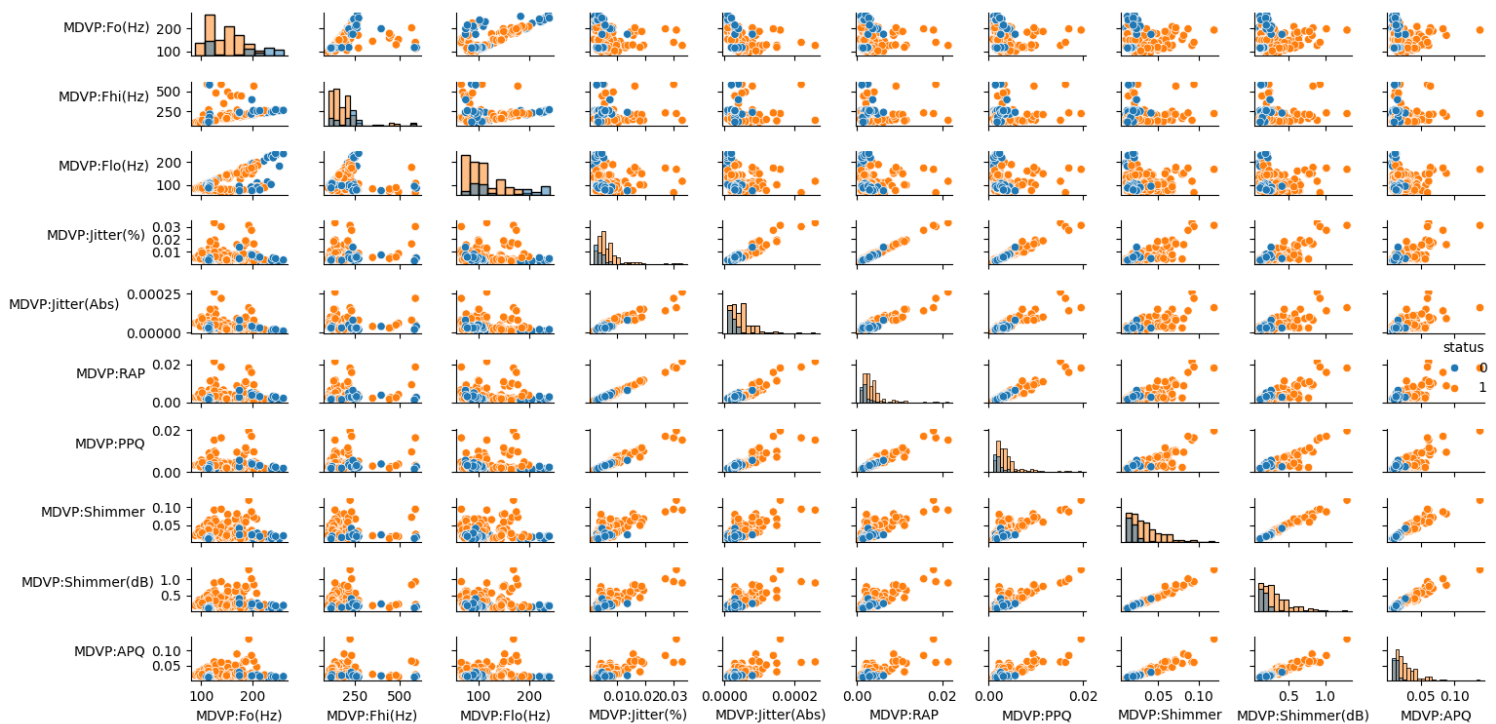 MDVP:Fo(Hz)
200
100
MDVP:Fhi(Hz)
500
250
MDVP:Flo(Hz)
200
100
MDVP:Jitter(%)
0.03
0.02
0.01
MDVP:Jitter(Abs)
0.00025
0.00000
MDVP:RAP
0.02
0.00
status
0
1
MDVP:PPQ
0.02
0.00
MDVP:Shimmer
0.10
0.05
MDVP:Shimmer(dB)
1.0
0.5
MDVP:APQ
0.10
0.05
100 200 250 500 100 200 0.010.020.03 0.0000 0.0002 0.00 0.02 0.00 0.02 0.05 0.10 0.5 1.0 0.05 0.10
MDVP:Fo(Hz) MDVP:Fhi(Hz) MDVP:Flo(Hz) MDVP:Jitter(%) MDVP:Jitter(Abs) MDVP:RAP MDVP:PPQ MDVP:Shimmer MDVP:Shimmer(dB) MDVP:APQ